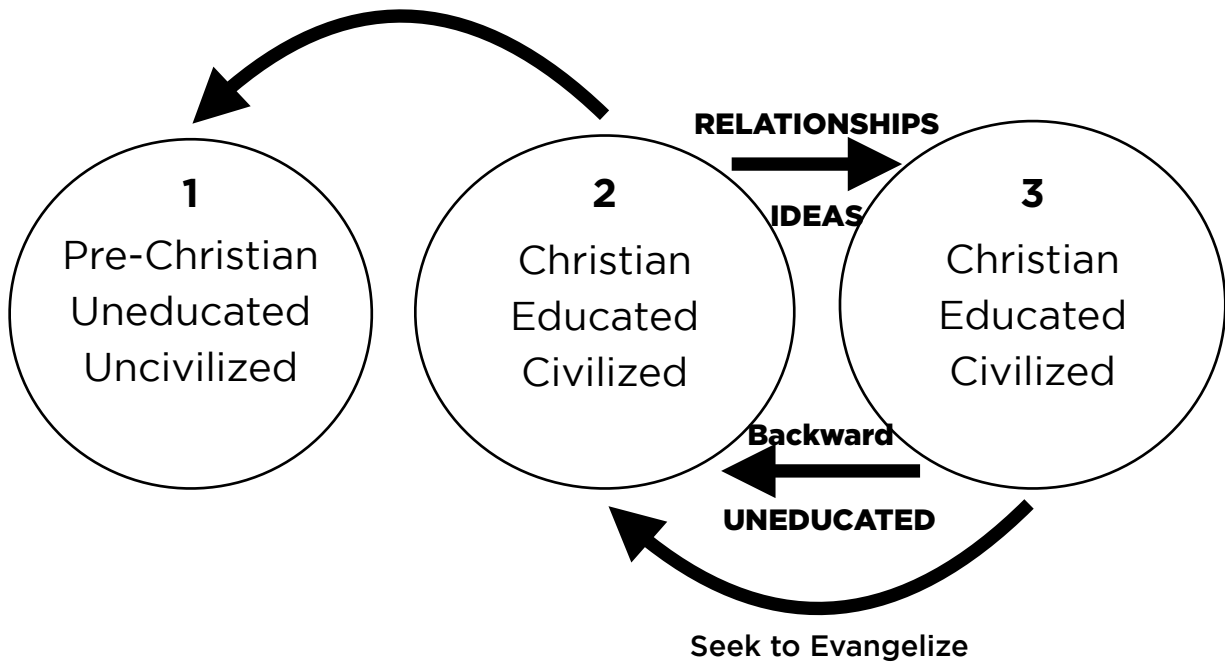 1
Pre-Christian
Uneducated
Uncivilized
2
Christian
Educated
Civilized
RELATIONSHIPS
IDEAS
3
Christian
Educated
Civilized
Backward
UNEDUCATED
Seek to Evangelize